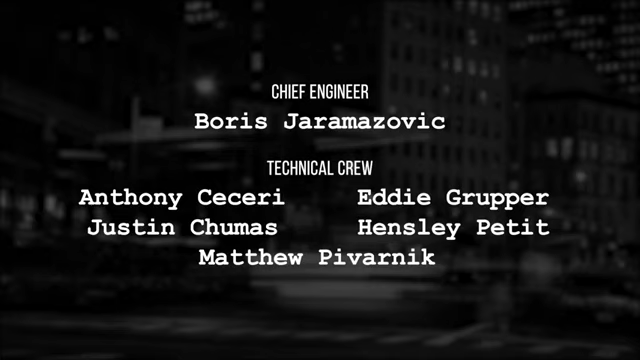 CHIEF ENGINEER
Boris Jaramazovic
TECHNICAL CREW
Anthony Ceceri Eddie Grupper
Justin Chumas Hensley Petit
Matthew Pivarnik